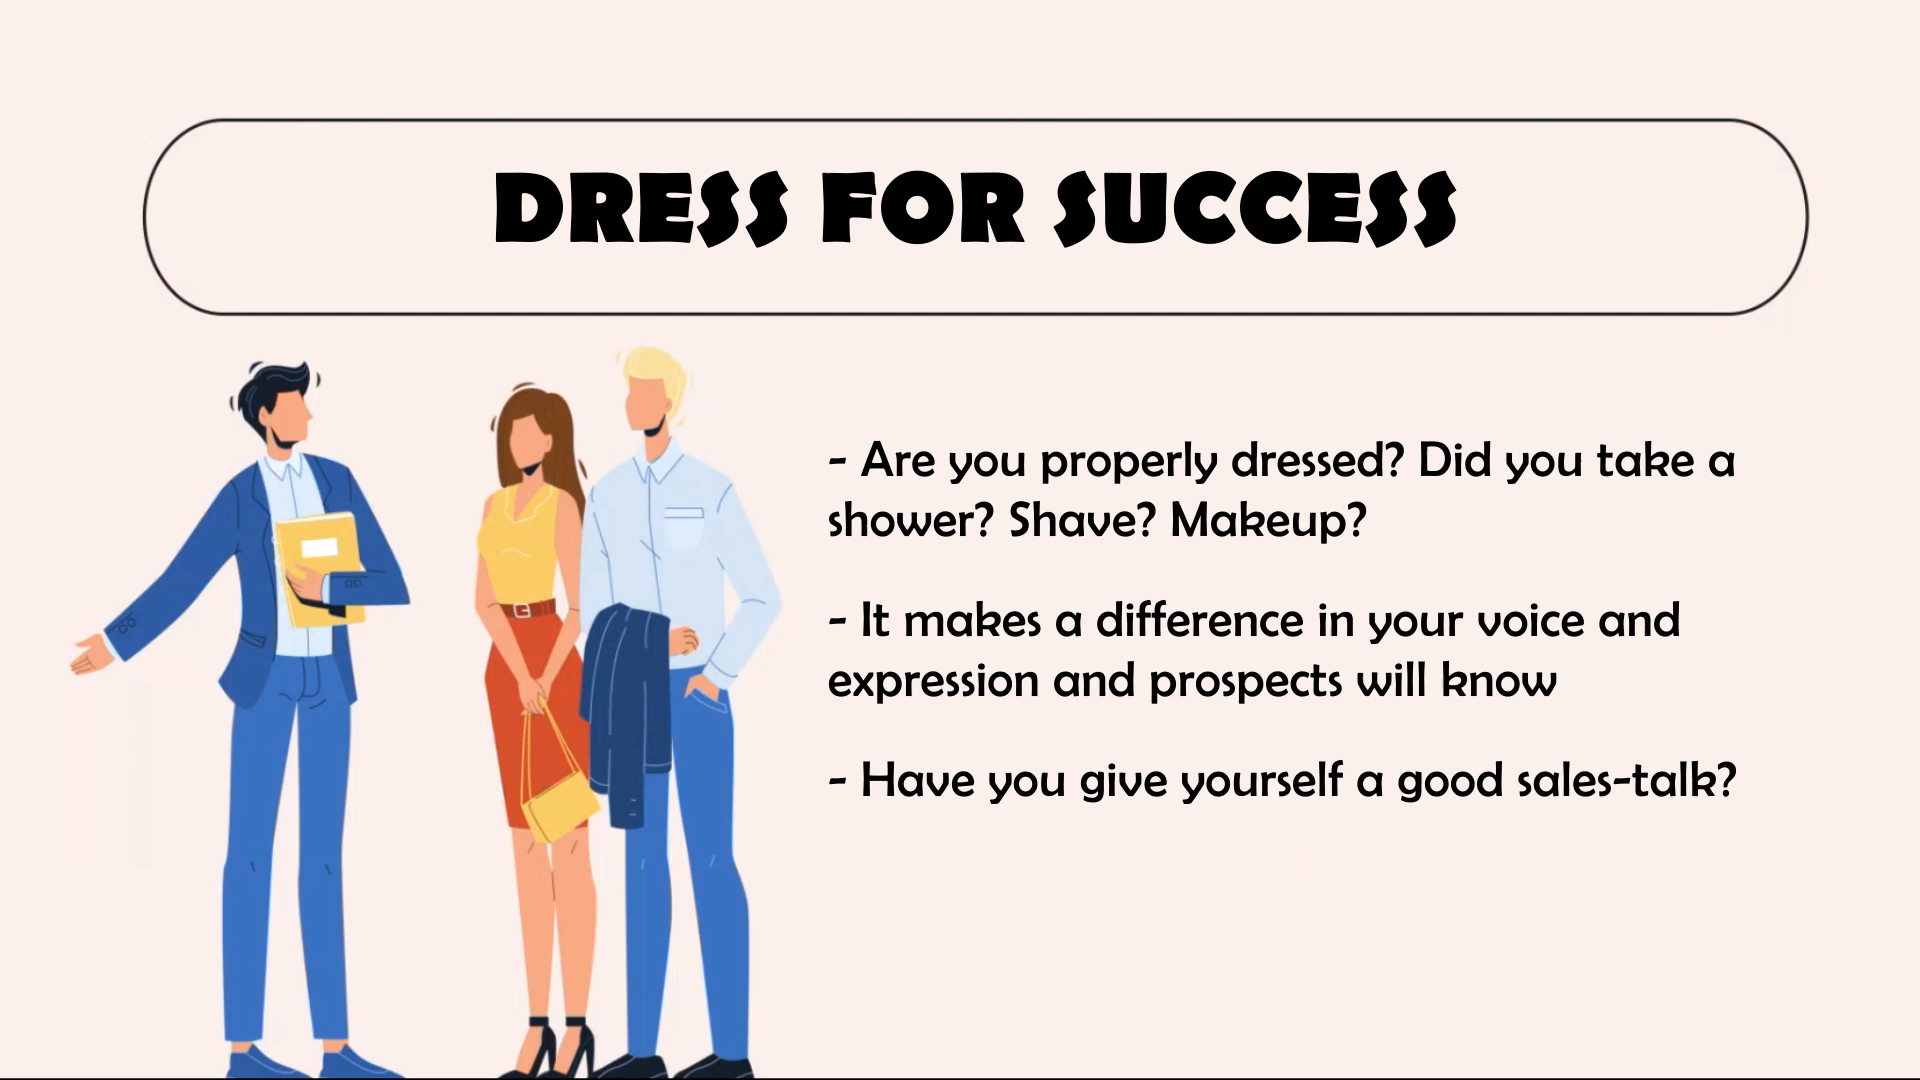 DRESS FOR SUCCESS
- Are you properly dressed? Did you take a
shower? Shave? Makeup?
- It makes a difference in your voice and
expression and prospects will know
- Have you give yourself a good sales-talk?